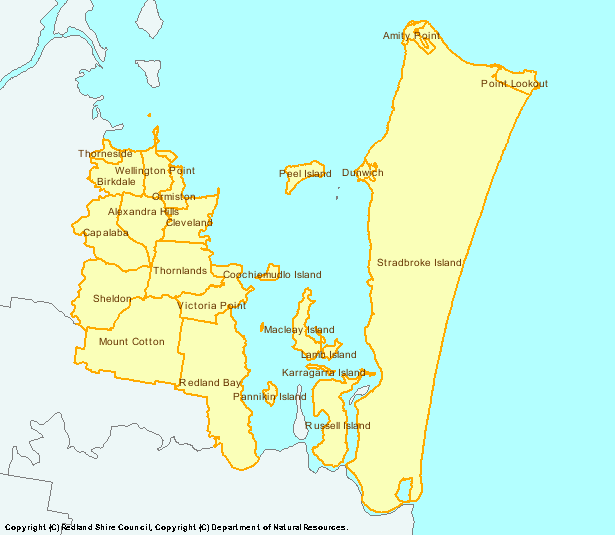 Amity Point
Point Lookout
Thorneside
Wellington Point
Birkdale
Peel Island
Dunwich
Ormiston
Alexandra Hills
Cleveland
Capalaba
Stradbroke Island
Thornlands
Coochiemudlo Island
Sheldon
Victoria Point
Macleay Island
Mount Cotton
Lamb Island
Karragarra Island
Redland Bay
Pannikin Island
Russell Island
Copyright (C) Redland Shire Council, Copyright (C) Department of Natural Resources.